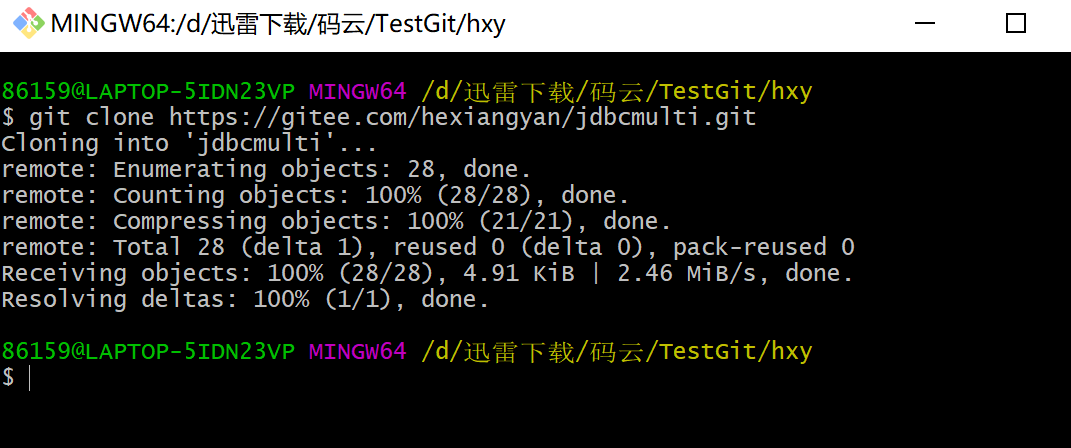 MINGW64:/d/迅雷下载/码云/TestGit/hxy
86159@LAPTOP-5IDN23VP MINGW64 /d/迅雷下载/码云/TestGit/hxy
$ git clone https://gitee.com/hexiangyan/jdbcmulti.git
Cloning into 'jdbcmulti'...
remote: Enumerating objects: 28, done.
remote: Counting objects: 100% (28/28), done.
remote: Compressing objects: 100% (21/21), done.
remote: Total 28 (delta 1), reused 0 (delta 0), pack-reused 0
Receiving objects: 100% (28/28), 4.91 KiB | 2.46 MiB/s, done.
Resolving deltas: 100% (1/1), done.
86159@LAPTOP-5IDN23VP MINGW64 /d/迅雷下载/码云/TestGit/hxy
$